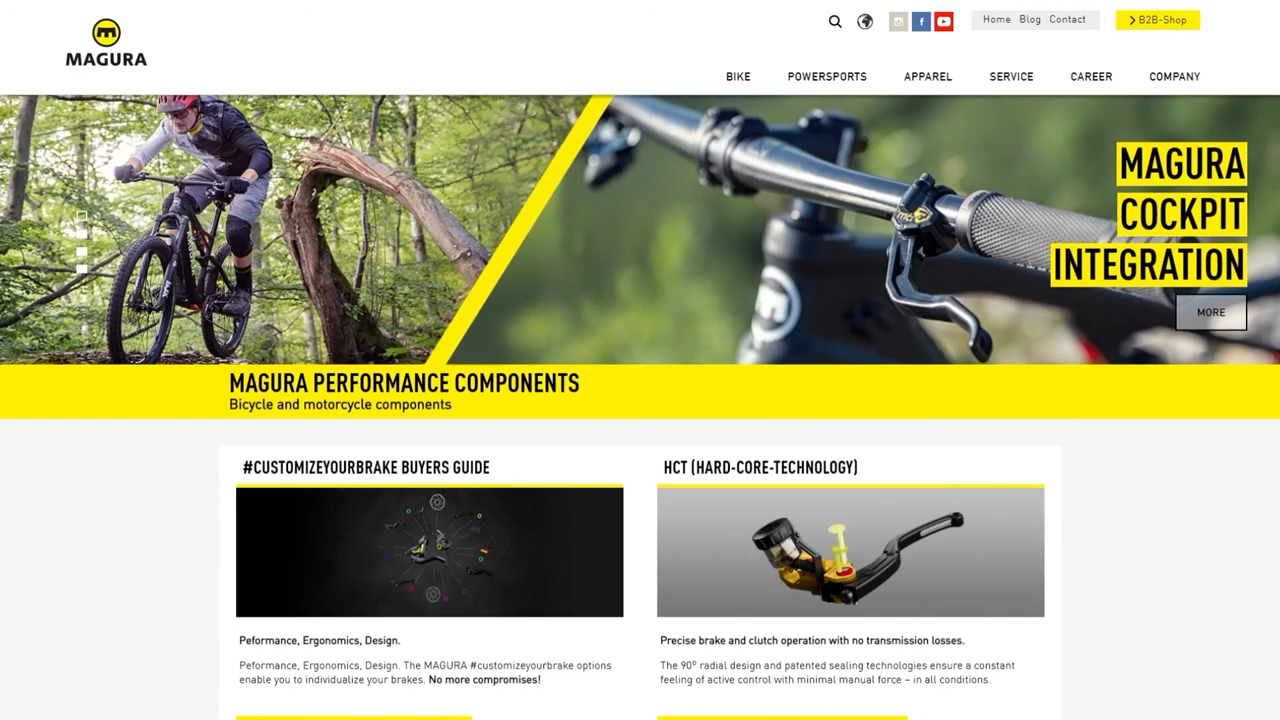 MAGURA
Home Blog Contact
B2B-Shop
BIKE POWERSPORTS APPAREL SERVICE CAREER COMPANY
MAGURA
COCKPIT
INTEGRATION
MORE
MAGURA PERFORMANCE COMPONENTS
Bicycle and motorcycle components
#CUSTOMIZEYOURBRAKE BUYERS GUIDE
Peformance, Ergonomics, Design.
Peformance, Ergonomics, Design. The MAGURA #customizeyourbrake options
enable you to individualize your brakes. No more compromises!
HCT (HARD-CORE-TECHNOLOGY)
Precise brake and clutch operation with no transmission losses.
The 90° radial design and patented sealing technologies ensure a constant
feeling of active control with minimal manual force – in all conditions.